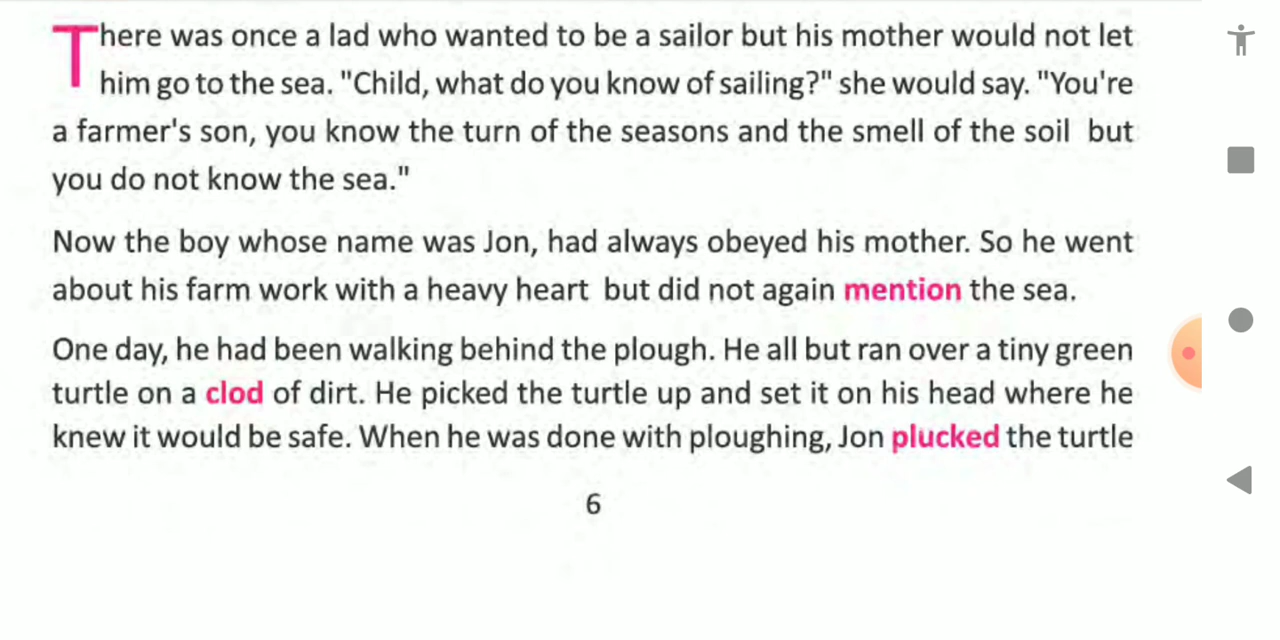 There was once a lad who wanted to be a sailor but his mother would not let
him go to the sea. "Child, what do you know of sailing?" she would say. "You're
a farmer's son, you know the turn of the seasons and the smell of the soil  but
you do not know the sea."
Now the boy whose name was Jon, had always obeyed his mother. So he went
about his farm work with a heavy heart  but did not again mention the sea.
One day, he had been walking behind the plough. He all but ran over a tiny green
turtle on a clod of dirt. He picked the turtle up and set it on his head where he
knew it would be safe. When he was done with ploughing, Jon plucked the turtle
6